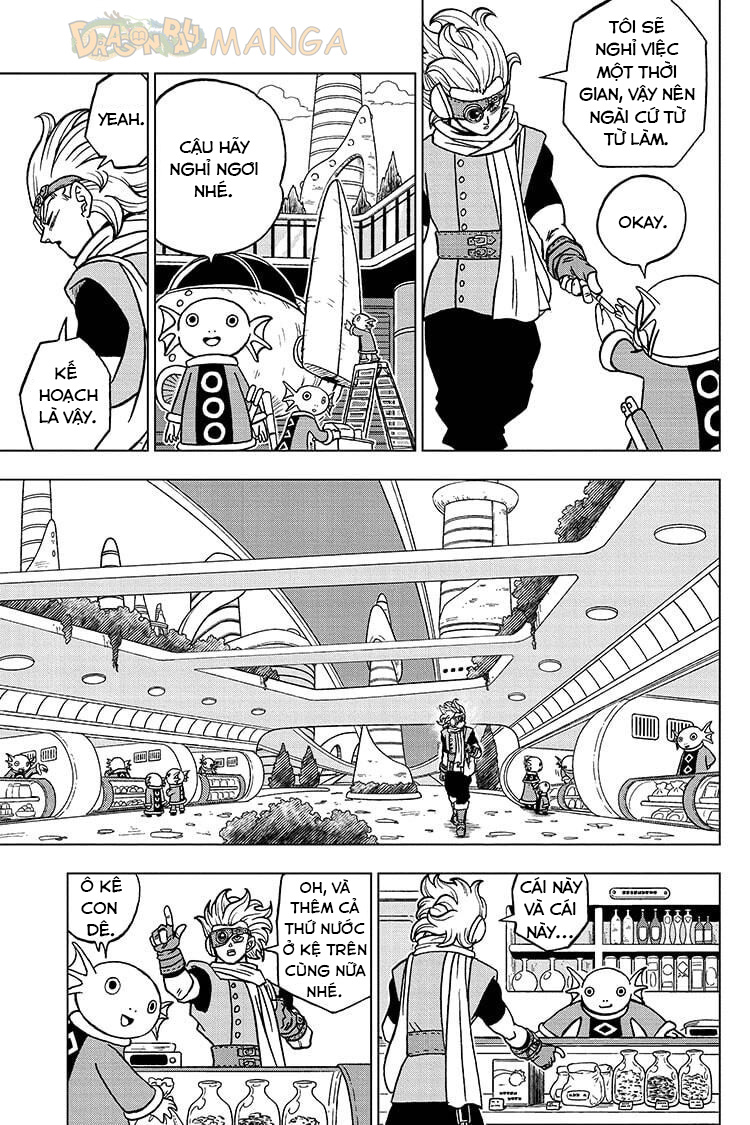 DRAGON BALL MANGA
TÔI SẼ
NGHỈ VIỆC
MỘT THỜI
GIAN, VẬY NÊN
NGÀI CỨ TỪ
TỪ LÀM.
OKAY.
CẬU HÃY
NGHỈ NGƠI
NHÉ.
YEAH.
KẾ
HOẠCH
LÀ VẬY.
CÁI NÀY
VÀ CÁI
NÀY...
OH, VÀ
THÊM CẢ
THỨ NƯỚC
Ở KỆ TRÊN
CÙNG NỮA
NHÉ.
Ô KÊ
CON
DÊ.